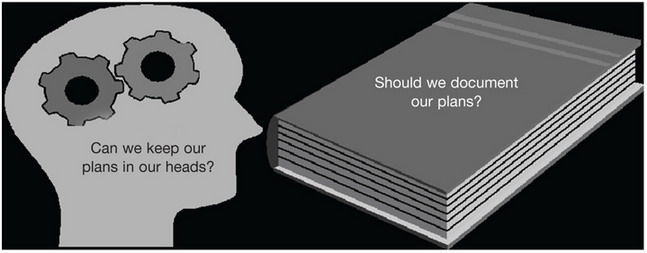 Can we keep our
plans in our heads?
Should we document
our plans?